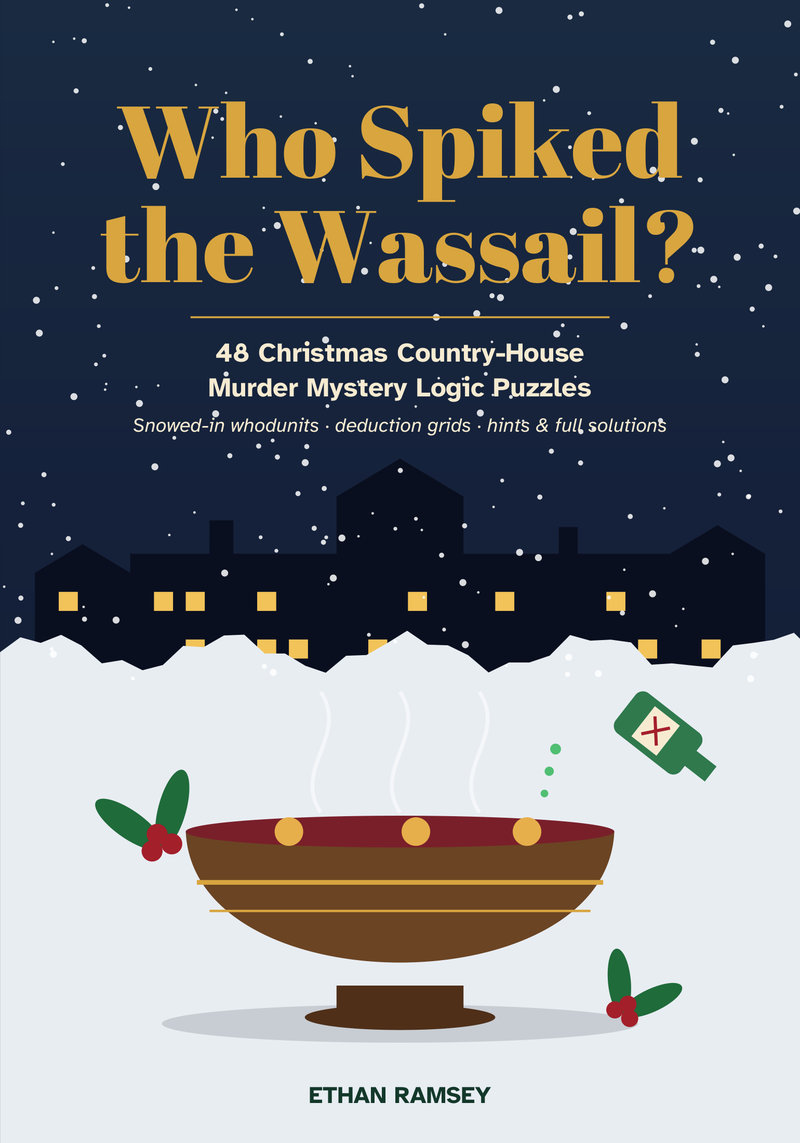 Who Spiked
the Wassail?
48 Christmas Country-House
Murder Mystery Logic Puzzles
Snowed-in whodunits · deduction grids · hints & full solutions
ETHAN RAMSEY